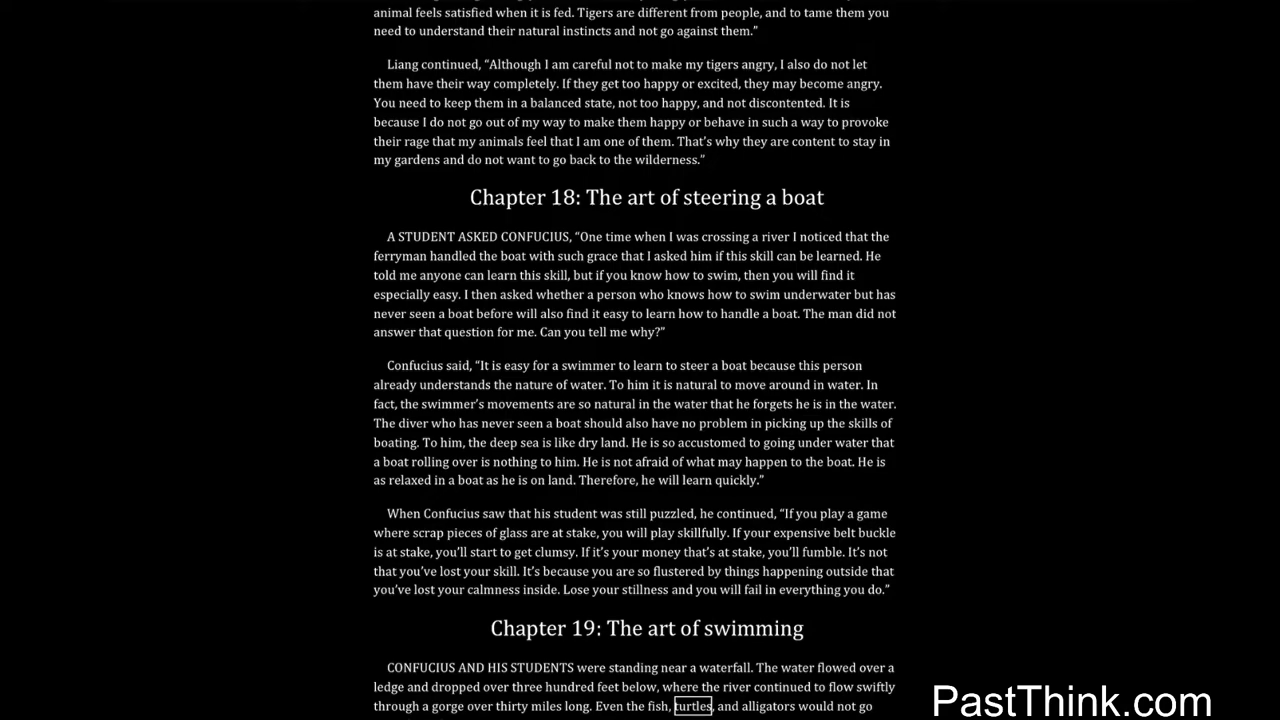 animal feels satisfied when it is fed. Tigers are different from people, and to tame them you
need to understand their natural instincts and not go against them.”
Liang continued, “Although I am careful not to make my tigers angry, I also do not let
them have their way completely. If they get too happy or excited, they may become angry.
You need to keep them in a balanced state, not too happy, and not discontented. It is
because I do not go out of my way to make them happy or behave in such a way to provoke
their rage that my animals feel that I am one of them. That’s why they are content to stay in
my gardens and do not want to go back to the wilderness.”
Chapter 18: The art of steering a boat
A STUDENT ASKED CONFUCIUS, “One time when I was crossing a river I noticed that the
ferryman handled the boat with such grace that I asked him if this skill can be learned. He
told me anyone can learn this skill, but if you know how to swim, then you will find it
especially easy. I then asked whether a person who knows how to swim underwater but has
never seen a boat before will also find it easy to learn how to handle a boat. The man did not
answer that question for me. Can you tell me why?”
Confucius said, “It is easy for a swimmer to learn to steer a boat because this person
already understands the nature of water. To him it is natural to move around in water. In
fact, the swimmer’s movements are so natural in the water that he forgets he is in the water.
The diver who has never seen a boat should also have no problem in picking up the skills of
boating. To him, the deep sea is like dry land. He is so accustomed to going under water that
a boat rolling over is nothing to him. He is not afraid of what may happen to the boat. He is
as relaxed in a boat as he is on land. Therefore, he will learn quickly.”
When Confucius saw that his student was still puzzled, he continued, “If you play a game
where scrap pieces of glass are at stake, you will play skillfully. If your expensive belt buckle
is at stake, you’ll start to get clumsy. If it’s your money that’s at stake, you’ll fumble. It’s not
that you’ve lost your skill. It’s because you are so flustered by things happening outside that
you’ve lost your calmness inside. Lose your stillness and you will fail in everything you do.”
Chapter 19: The art of swimming
CONFUCIUS AND HIS STUDENTS were standing near a waterfall. The water flowed over a
ledge and dropped over three hundred feet below, where the river continued to flow swiftly
through a gorge over thirty miles long. Even the fish, turtles, and alligators would not go
PastThink.com